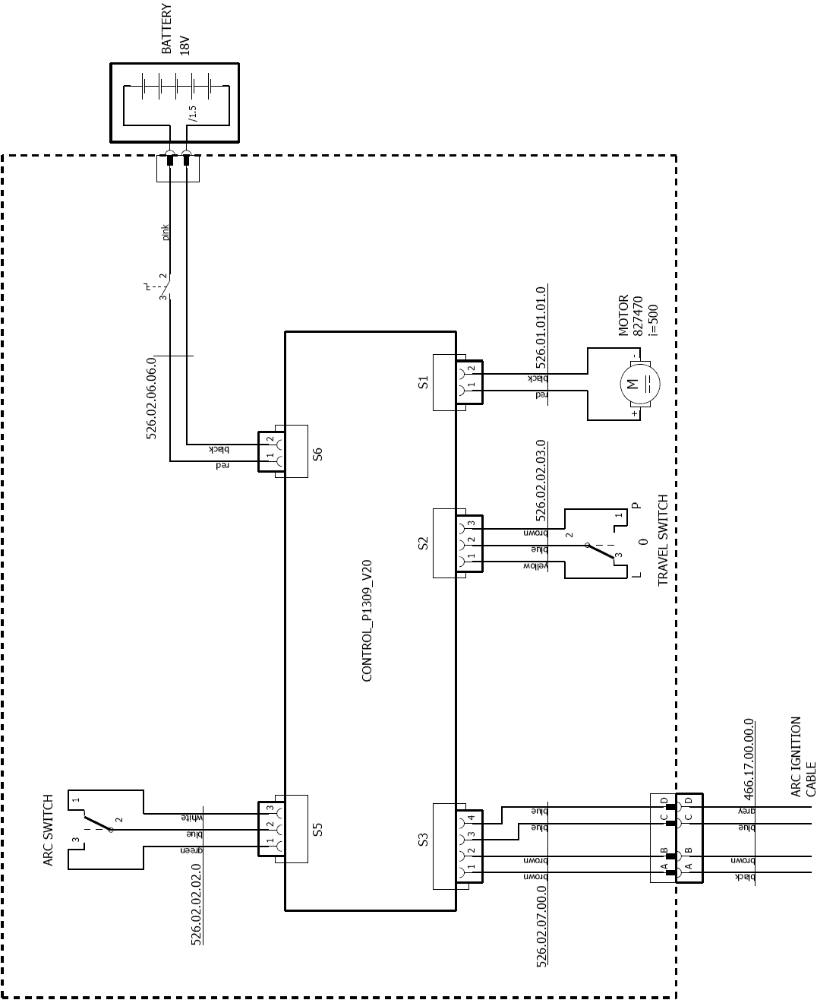 BATTERY
18V
/1.5
pink
2
3
526.02.06.06.0
black
red
2
1
S6
S1
2
1
526.01.01.01.0
black
red
MOTOR
827470
i=500
-
M
+
S2
3
2
1
526.02.02.03.0
brown
blue
yellow
2
1
3
P
0
L
TRAVEL SWITCH
CONTROL_P1309_V20
ARC SWITCH
1
2
3
white
blue
green
526.02.02.02.0
3
2
1
S5
S3
4
3
2
1
blue
blue
brown
brown
526.02.07.00.0
D
C
B
A
D
C
B
A
466.17.00.00.0
grey
blue
brown
black
ARC IGNITION
CABLE